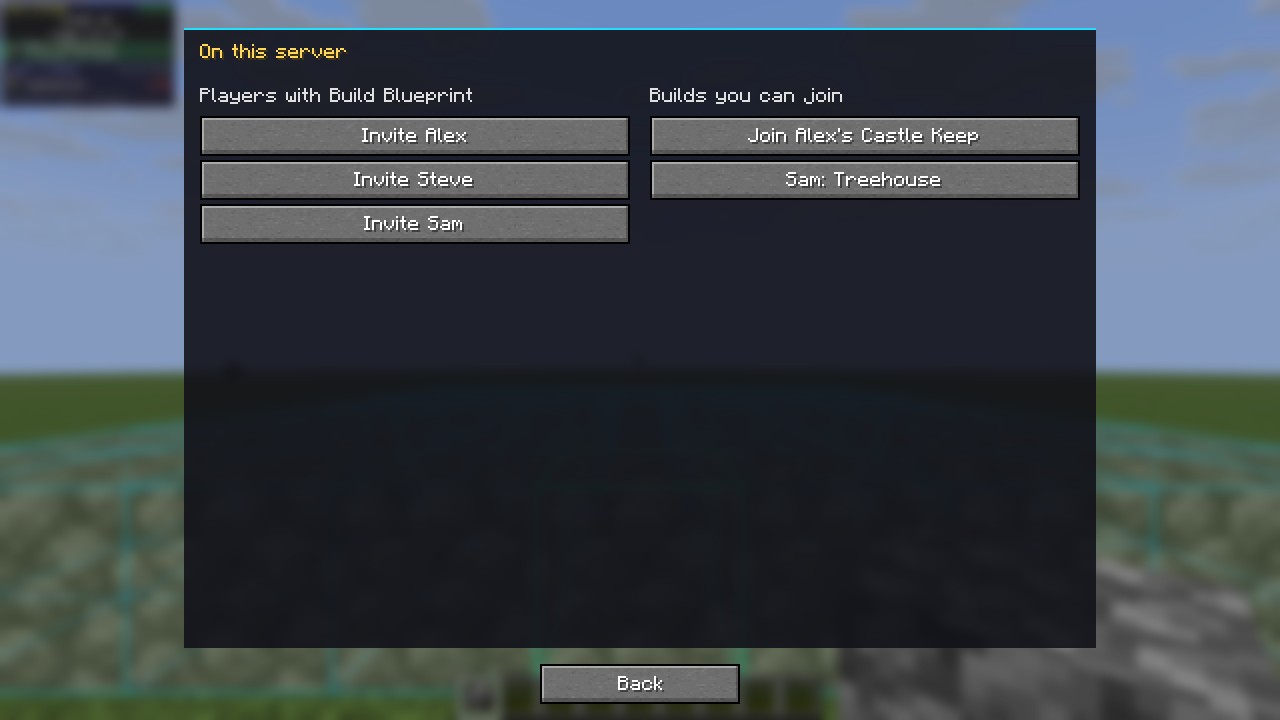 On this server
Players with Build Blueprint
Invite Alex
Invite Steve
Invite Sam
Builds you can join
Join Alex's Castle Keep
Sam: Treehouse
Back